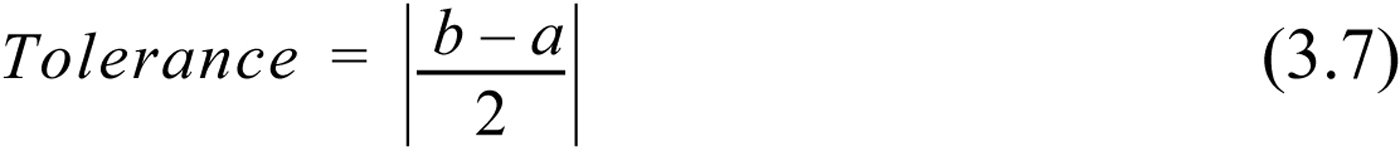 Tolerance = |b – a / 2| (3.7)